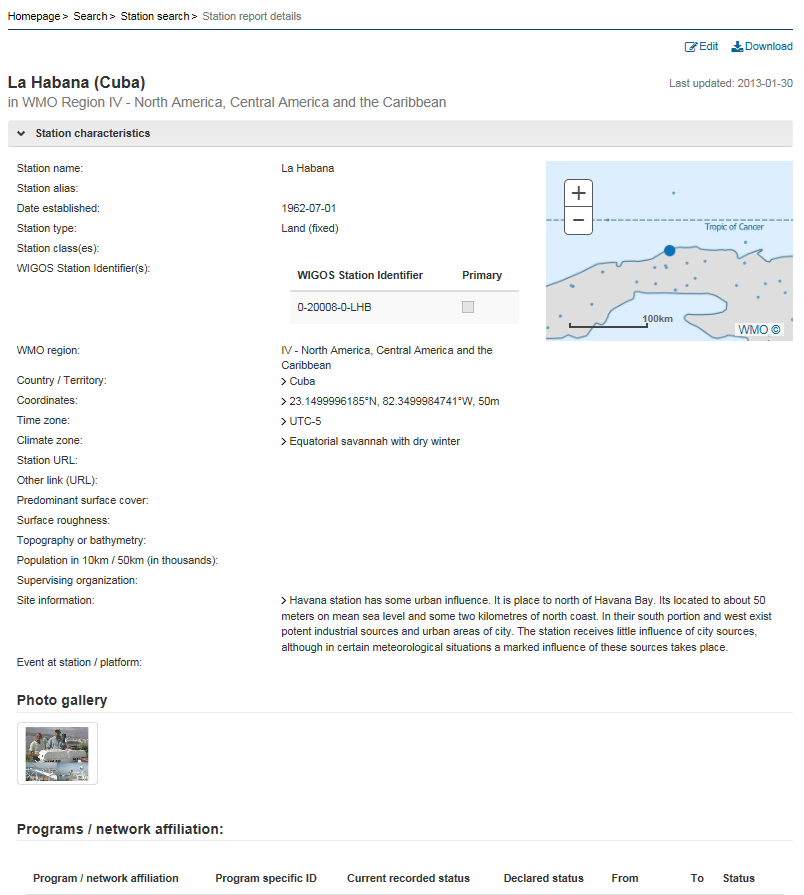 Homepage > Search > Station search > Station report details
Edit Download
La Habana (Cuba)
Last updated: 2013-01-30
in WMO Region IV - North America, Central America and the Caribbean
Station characteristics
Station name: La Habana
Station alias:
Date established: 1962-07-01
Station type: Land (fixed)
Station class(es):
WIGOS Station Identifier(s):
WIGOS Station Identifier Primary
0-20008-0-LHB
+
−
Tropic of Cancer
100km
WMO ©
WMO region: IV - North America, Central America and the
Caribbean
Country / Territory: > Cuba
Coordinates: > 23.1499996185°N, 82.3499984741°W, 50m
Time zone: > UTC-5
Climate zone: > Equatorial savannah with dry winter
Station URL:
Other link (URL):
Predominant surface cover:
Surface roughness:
Topography or bathymetry:
Population in 10km / 50km (in thousands):
Supervising organization:
Site information: > Havana station has some urban influence. It is place to north of Havana Bay. Its located to about 50
meters on mean sea level and some two kilometres of north coast. In their south portion and west exist
potent industrial sources and urban areas of city. The station receives little influence of city sources,
although in certain meteorological situations a marked influence of these sources takes place.
Event at station / platform:
Photo gallery
Programs / network affiliation:
Program / network affiliation Program specific ID Current recorded status Declared status From To Status